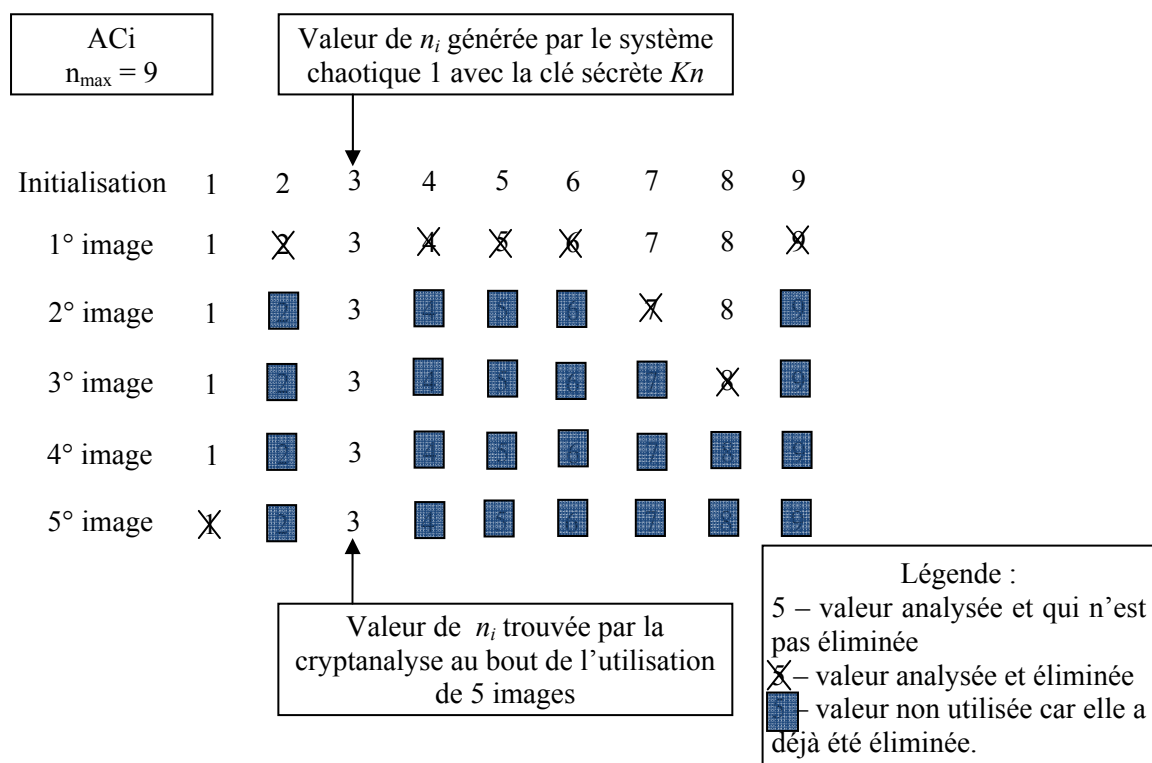 ACi
nmax = 9
Valeur de ni générée par le système
chaotique 1 avec la clé sécrète Kn
Initialisation 1 2 3 4 5 6 7 8 9
1° image 1 2 3 4 5 6 7 8 9
2° image 1 2 3 4 5 6 7 8 9
3° image 1 2 3 4 5 6 7 8 9
4° image 1 2 3 4 5 6 7 8 9
5° image 1 2 3 4 5 6 7 8 9
Valeur de ni trouvée par la
cryptanalyse au bout de l’utilisation
de 5 images
Légende :
5 – valeur analysée et qui n’est
pas éliminée
5 – valeur analysée et éliminée
5 – valeur non utilisée car elle a
déjà été éliminée.